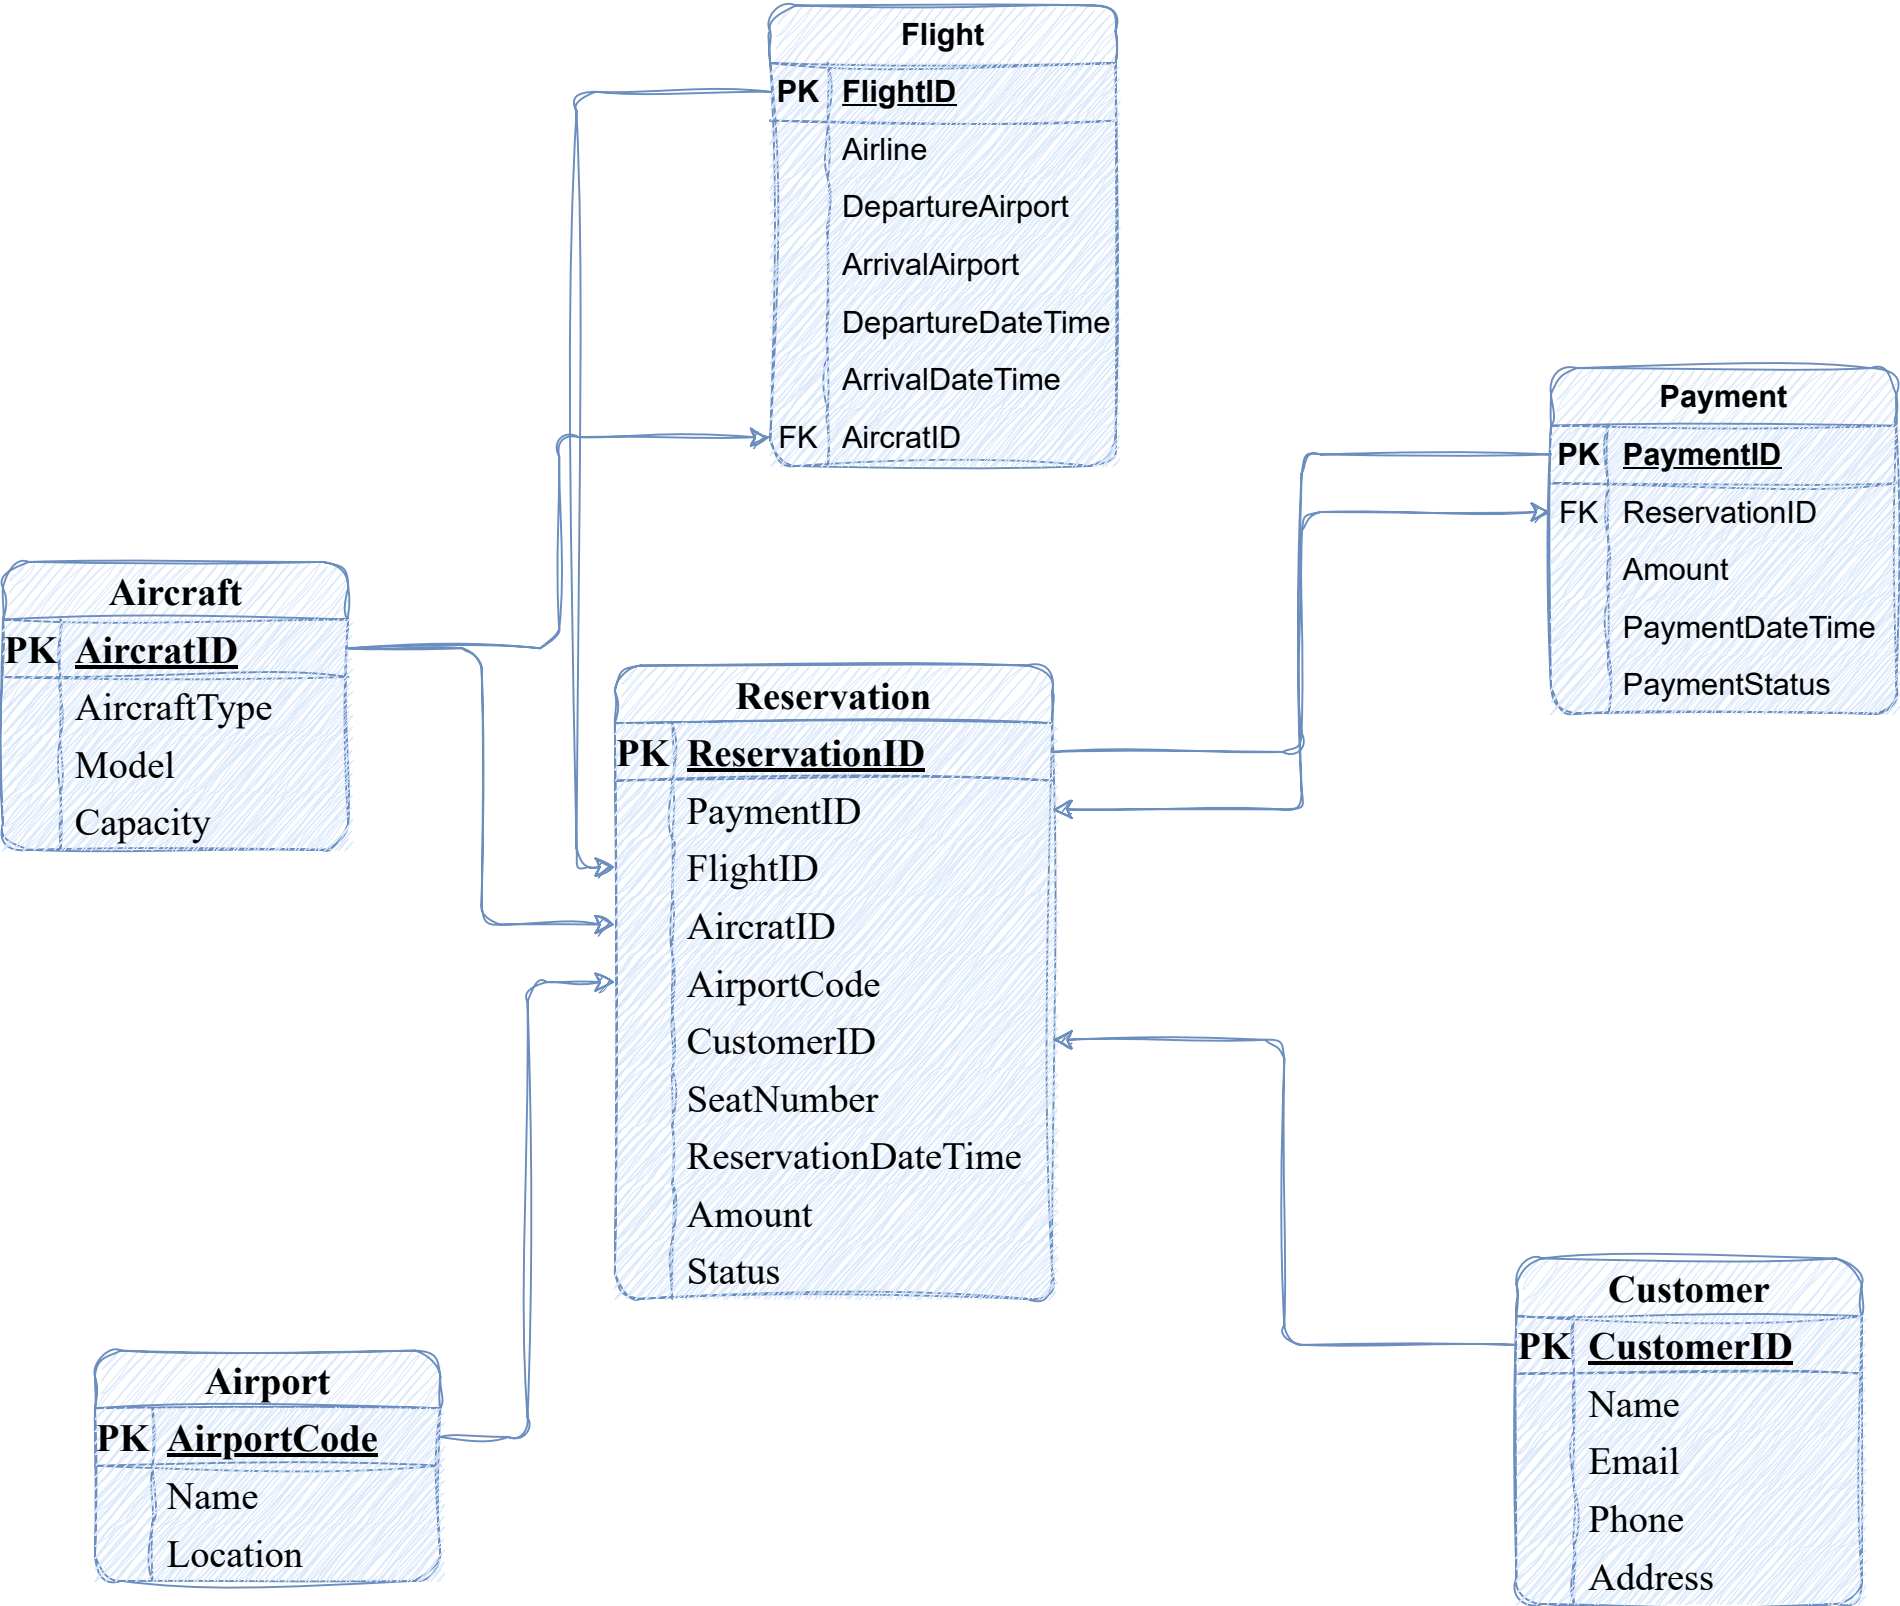 Flight
PK FlightID
Airline
DepartureAirport
ArrivalAirport
DepartureDateTime
ArrivalDateTime
FK AircratID
Payment
PK PaymentID
FK ReservationID
Amount
PaymentDateTime
PaymentStatus
Aircraft
PK AircratID
AircraftType
Model
Capacity
Reservation
PK ReservationID
PaymentID
FlightID
AircratID
AirportCode
CustomerID
SeatNumber
ReservationDateTime
Amount
Status
Customer
PK CustomerID
Name
Email
Phone
Address
Airport
PK AirportCode
Name
Location